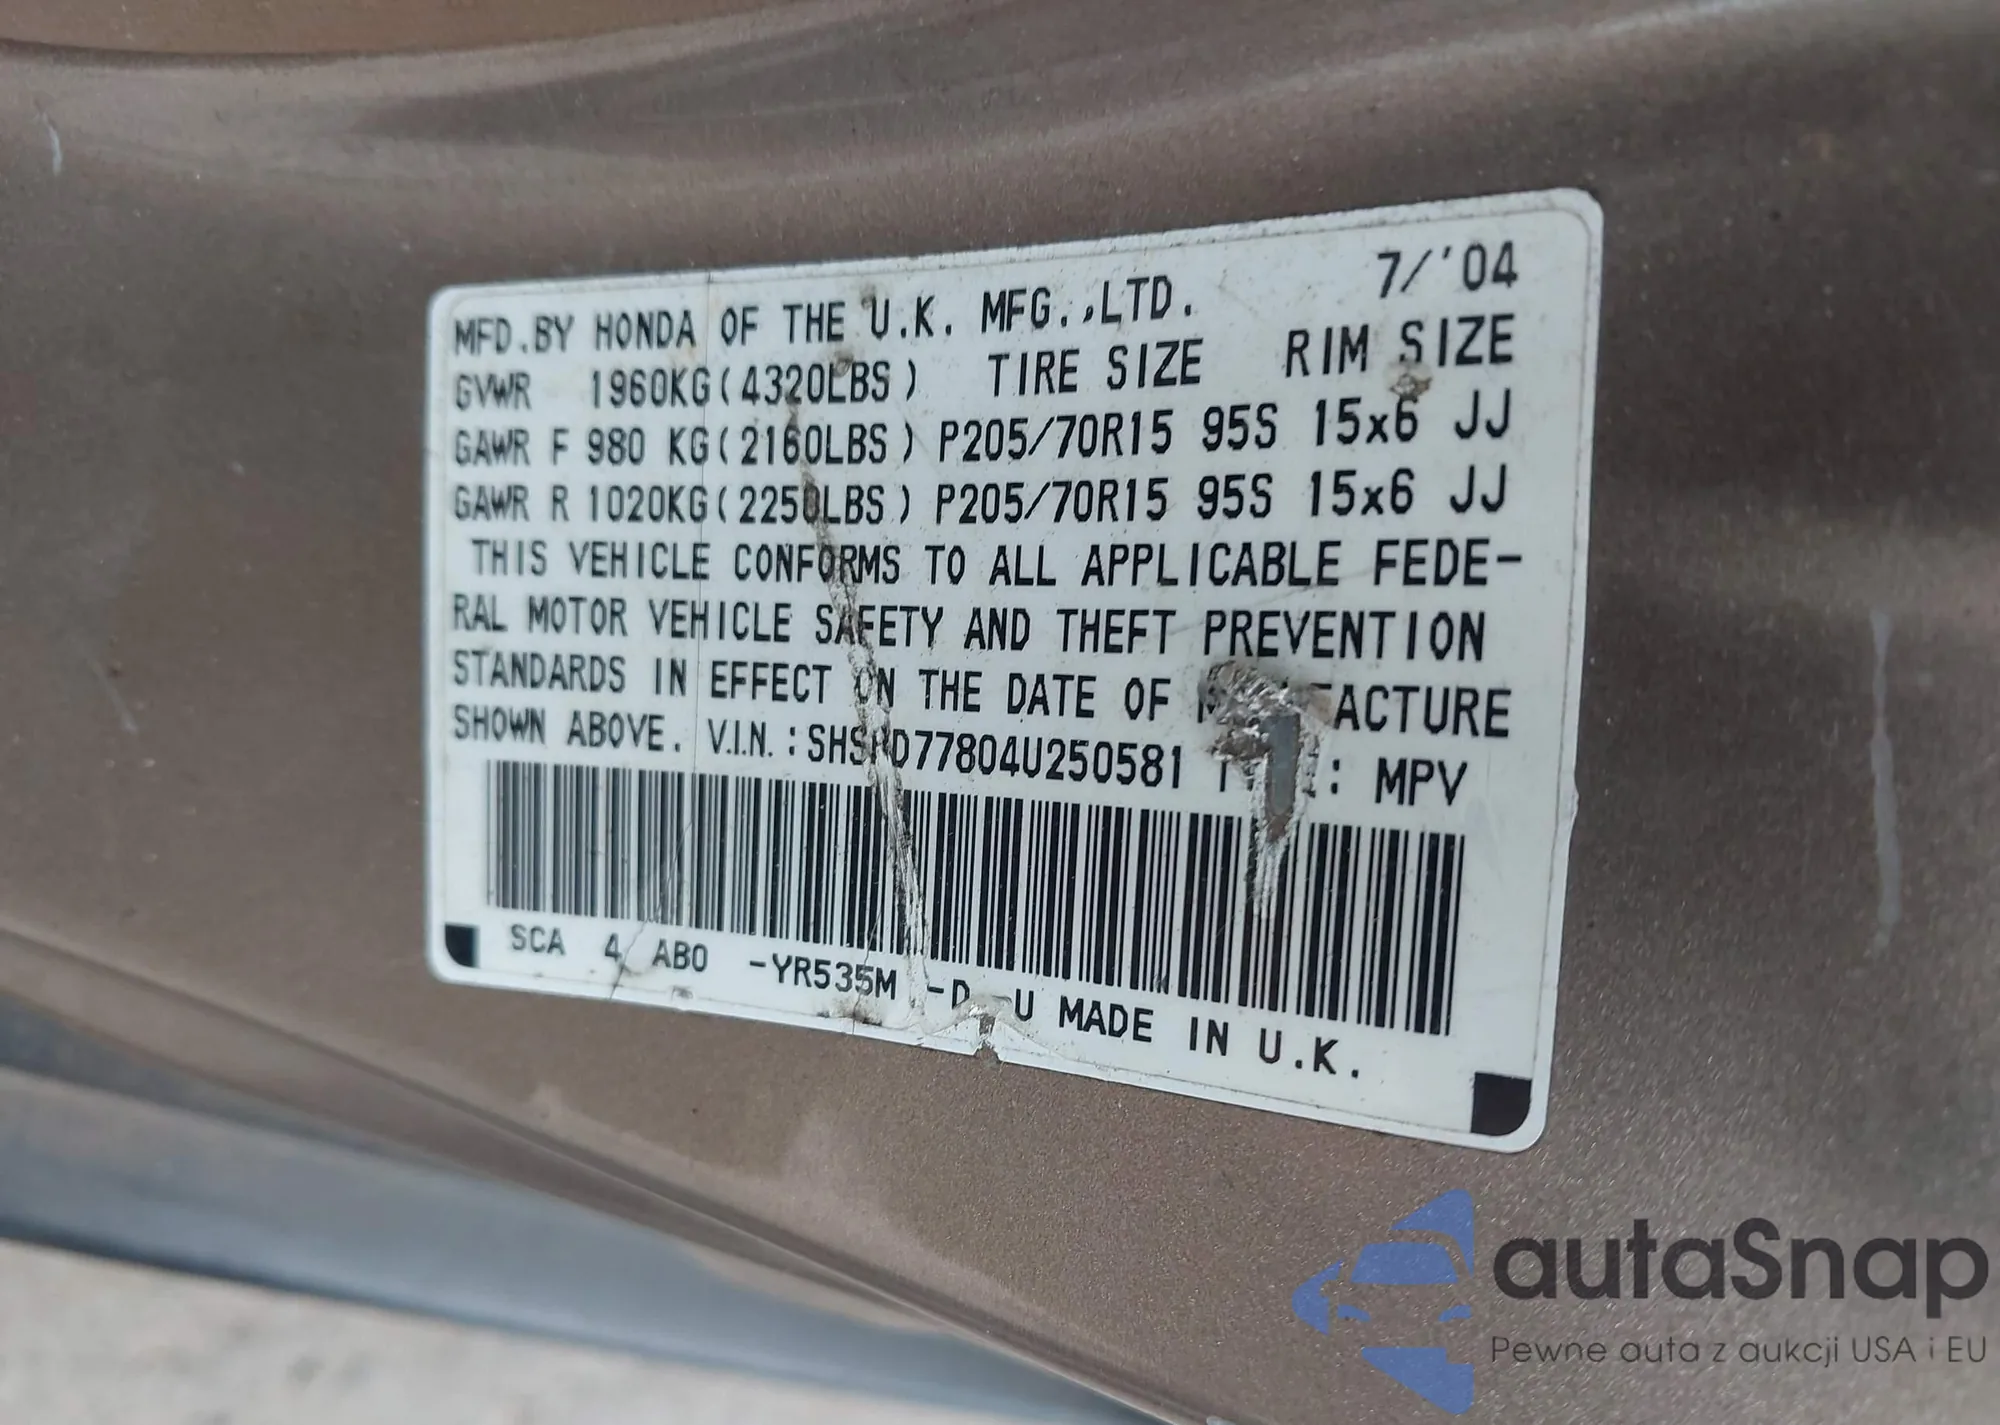 MFD.BY HONDA OF THE U.K. MFG.,LTD. 7/'04
GVWR 1960KG(4320LBS) TIRE SIZE RIM SIZE
GAWR F 980 KG(2160LBS) P205/70R15 95S 15x6 JJ
GAWR R 1020KG(2250LBS) P205/70R15 95S 15x6 JJ
THIS VEHICLE CONFORMS TO ALL APPLICABLE FEDE-
RAL MOTOR VEHICLE SAFETY AND THEFT PREVENTION
STANDARDS IN EFFECT ON THE DATE OF
SHOWN ABOVE. V.I.N.: : MPV
SCA 4 AB0 -YR535M U MADE IN U.K.
autaSnap
Pewne auta z aukcji USA i EU